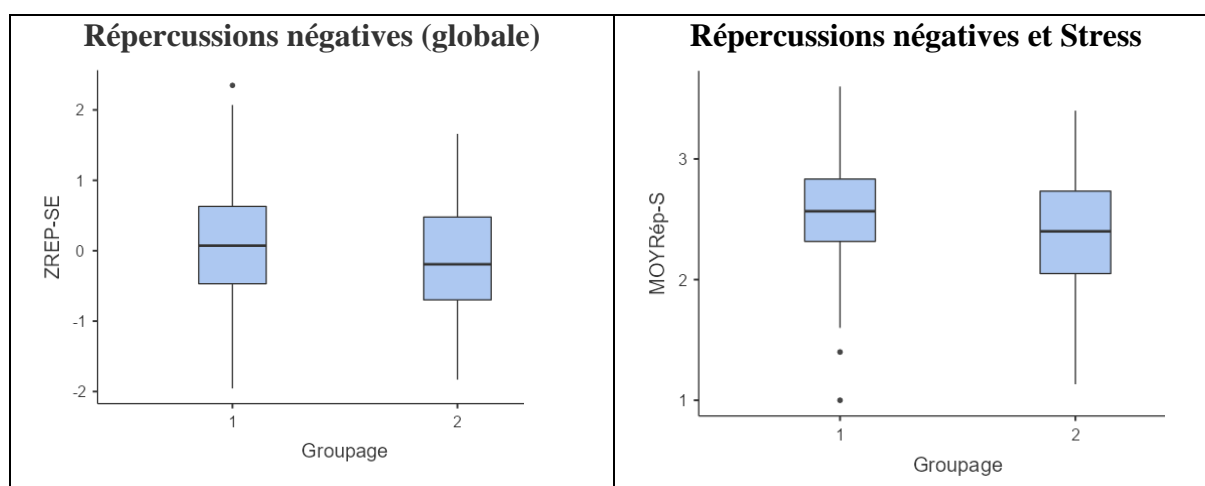 Répercussions négatives (globale)
2
1
0
-1
-2
ZREP-SE
1
2
Groupage
Répercussions négatives et Stress
3
2
1
MOYRép-S
1
2
Groupage